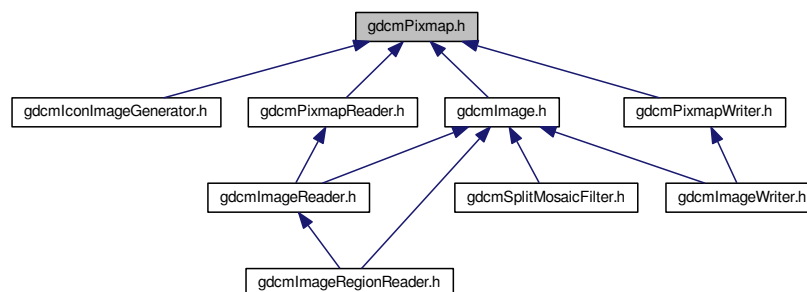 gdcmPixmap.h
gdcmIconImageGenerator.h
gdcmPixmapReader.h
gdcmImage.h
gdcmPixmapWriter.h
gdcmImageReader.h
gdcmSplitMosaicFilter.h
gdcmImageWriter.h
gdcmImageRegionReader.h